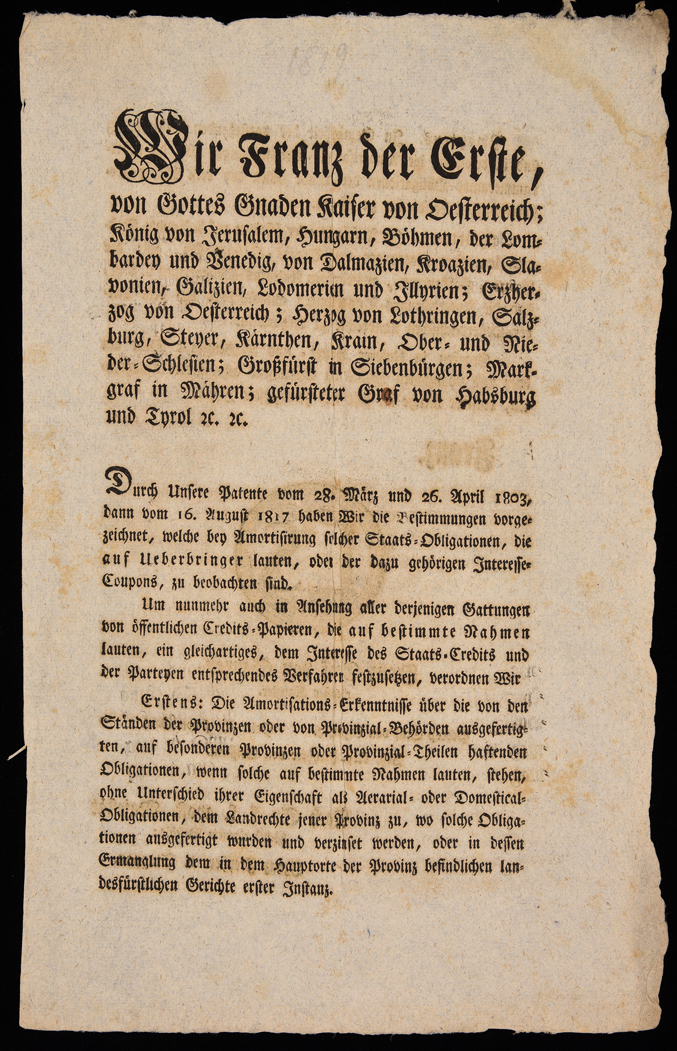 1819
Wir Franz der Erste,
von Gottes Gnaden Kaiser von Oesterreich;
König von Jerusalem, Hungarn, Böhmen, der Lom-
bardey und Venedig, von Dalmazien, Kroazien, Sla-
vonien, Galizien, Lodomerien und Illyrien; Erzher-
zog von Oesterreich; Herzog von Lothringen, Salz-
burg, Steyer, Kärnthen, Krain, Ober- und Nie-
der-Schlesien; Großfürst in Siebenbürgen; Mark-
graf in Mähren; gefürsteter Graf von Habsburg
und Tyrol ꝛc. ꝛc.
Durch Unsere Patente vom 28. März und 26. April 1803,
dann vom 16. August 1817 haben Wir die Bestimmungen vorge-
zeichnet, welche bey Amortisirung solcher Staats-Obligationen, die
auf Ueberbringer lauten, oder der dazu gehörigen Interesse-
Coupons, zu beobachten sind.
Um nunmehr auch in Ansehung aller derjenigen Gattungen
von öffentlichen Credits-Papieren, die auf bestimmte Nahmen
lauten, ein gleichartiges, dem Interesse des Staats-Credits und
der Parteyen entsprechendes Verfahren festzusetzen, verordnen Wir
Erstens: Die Amortisations-Erkenntnisse über die von den
Ständen der Provinzen oder von Provinzial-Behörden ausgefertig-
ten, auf besonderen Provinzen oder Provinzial-Theilen haftenden
Obligationen, wenn solche auf bestimmte Nahmen lauten, stehen,
ohne Unterschied ihrer Eigenschaft als Aerarial- oder Domestical-
Obligationen, dem Landrechte jener Provinz zu, wo solche Obliga-
tionen ausgefertigt wurden und verzinset werden, oder in dessen
Ermanglung dem in dem Hauptorte der Provinz befindlichen lan-
desfürstlichen Gerichte erster Instanz.